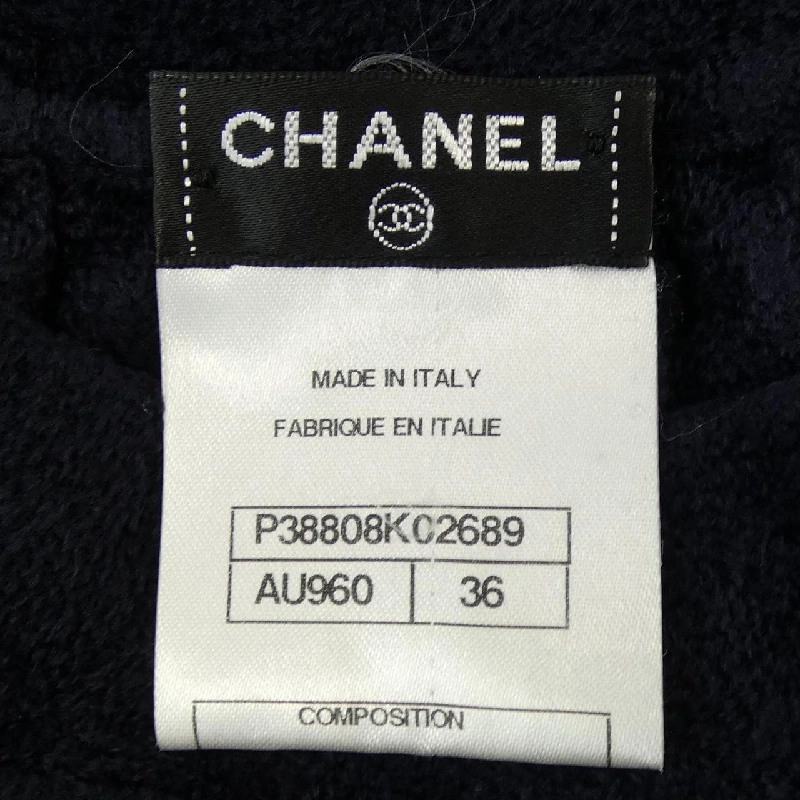 CHANEL
MADE IN ITALY
FABRIQUE EN ITALIE
P38808K02689
AU960 36
COMPOSITION